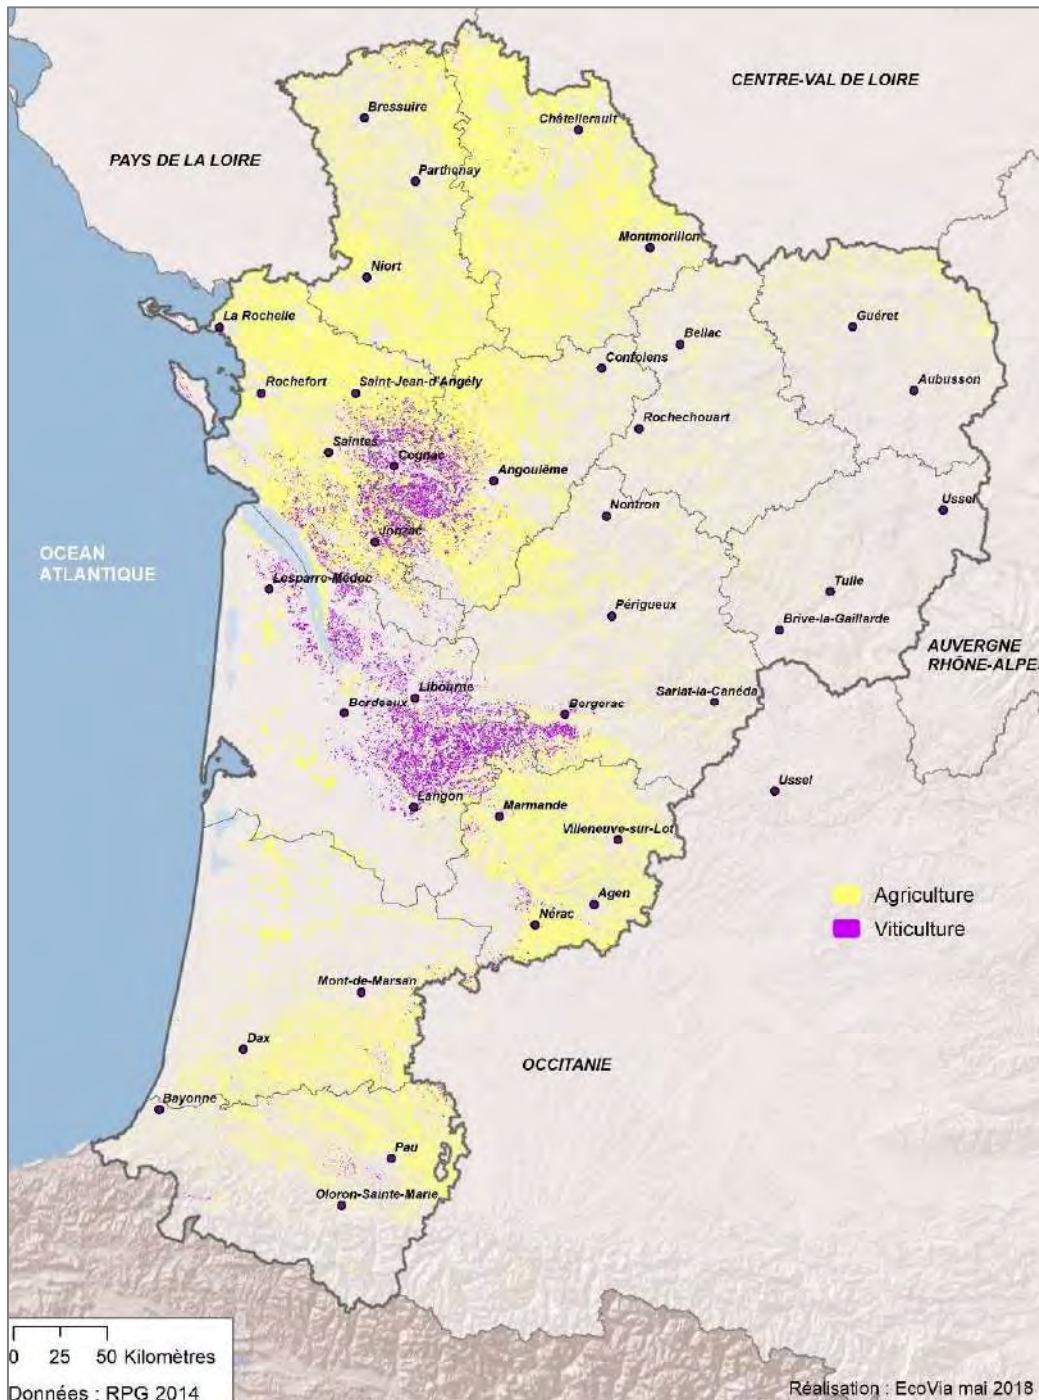 CENTRE-VAL DE LOIRE
Bressuire
Châtellerault
PAYS DE LA LOIRE
Parthenay
Montmorillon
Niort
La Rochelle
Guéret
Bellac
Confolens
Aubusson
Rochefort
Saint-Jean-d'Angély
Rochechouart
Saintes
Cognac
Angoulême
Nontron
Ussel
Jonzac
OCEAN
ATLANTIQUE
Lesparre-Médoc
Tulle
Périgueux
Brive-la-Gaillarde
AUVERGNE
RHÔNE-ALPES
Libourne
Sarlat-la-Canéda
Bordeaux
Bergerac
Ussel
Langon
Marmande
Villeneuve-sur-Lot
Agen
Agriculture
Nérac
Viticulture
Mont-de-Marsan
Dax
OCCITANIE
Bayonne
Pau
Oloron-Sainte-Marie
0 25 50 Kilomètres
Données : RPG 2014
Réalisation : EcoVia mai 2018